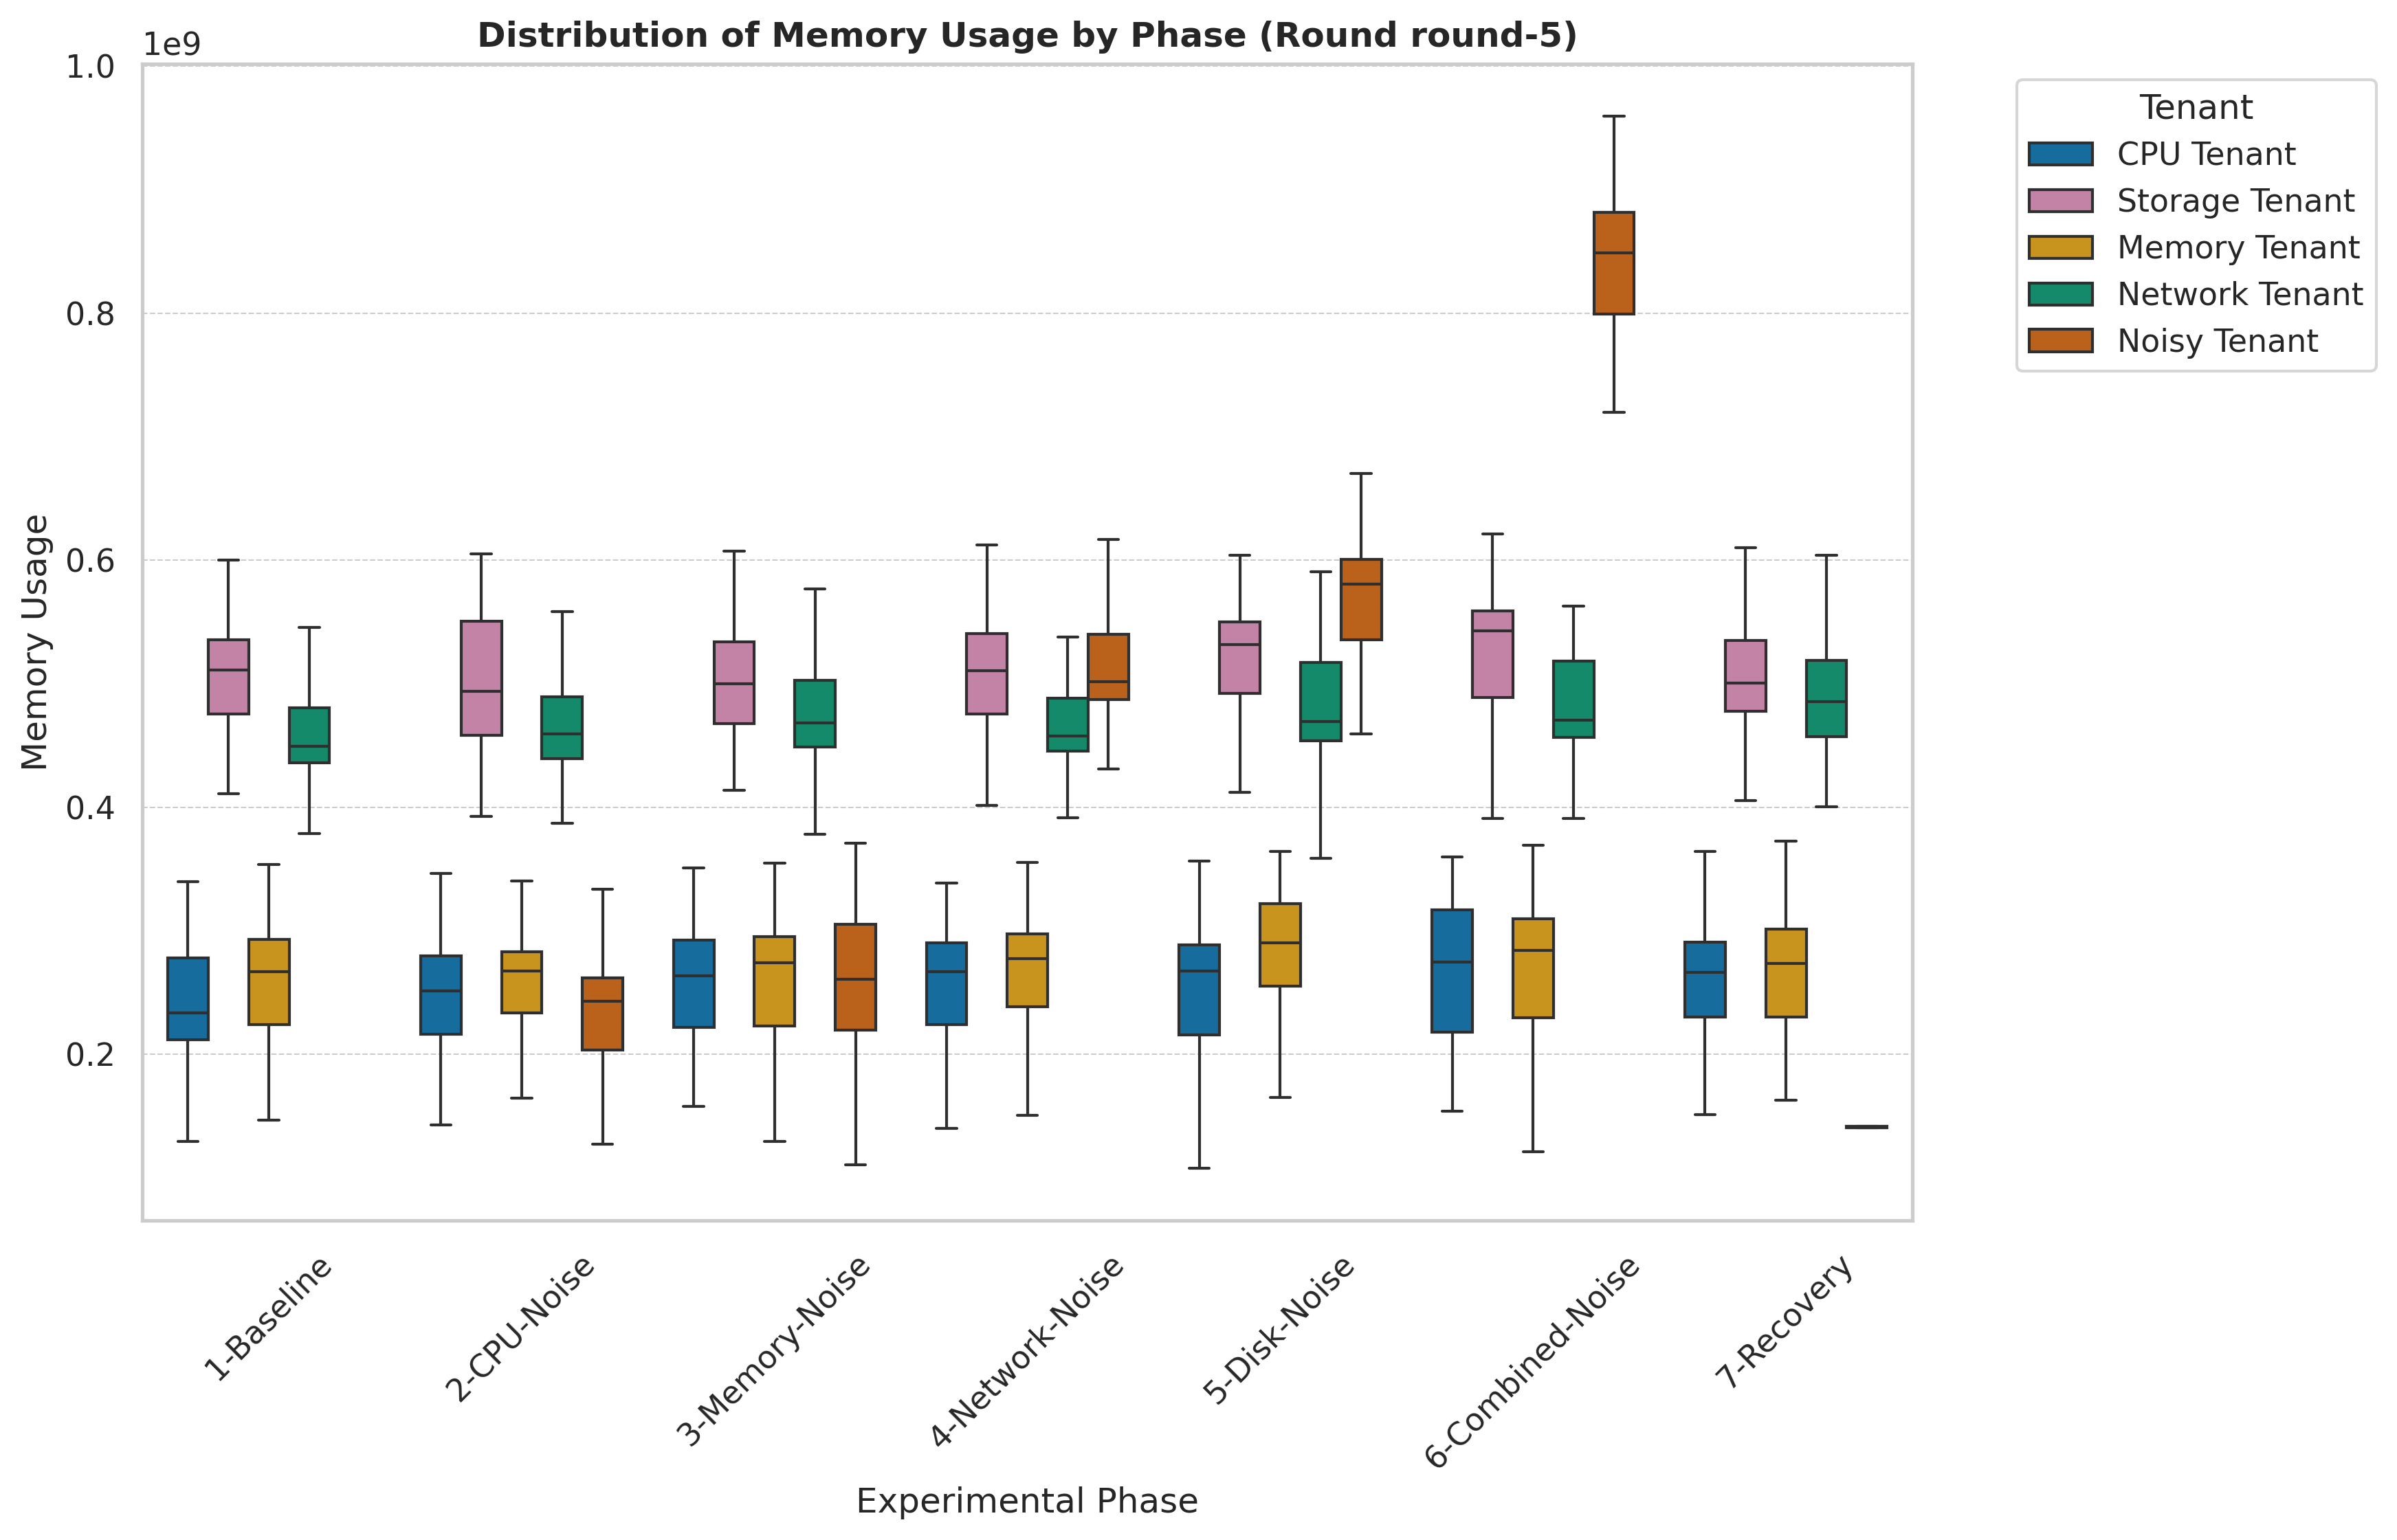 Distribution of Memory Usage by Phase (Round round-5)
1e9
1.0
0.8
0.6
0.4
0.2
Memory Usage
1-Baseline
2-CPU-Noise
3-Memory-Noise
4-Network-Noise
5-Disk-Noise
6-Combined-Noise
7-Recovery
Experimental Phase
Tenant
CPU Tenant
Storage Tenant
Memory Tenant
Network Tenant
Noisy Tenant